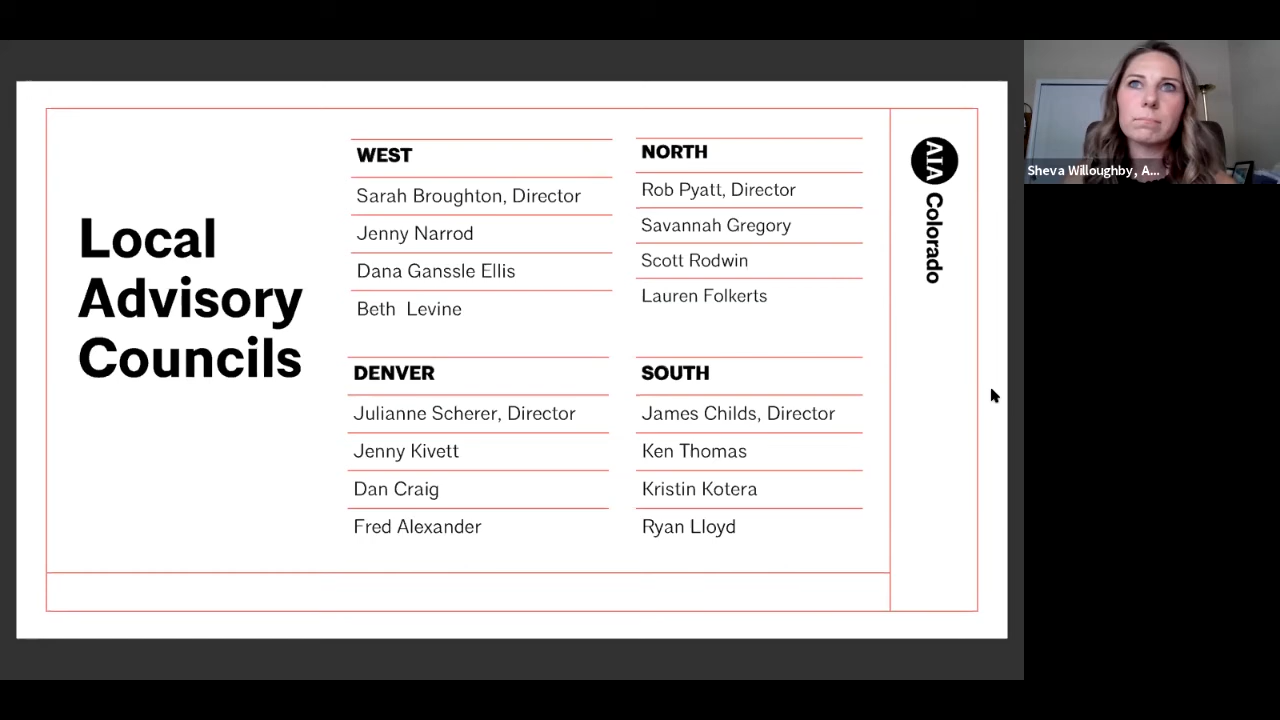 Local
Advisory
Councils
WEST
Sarah Broughton, Director
Jenny Narrod
Dana Ganssle Ellis
Beth Levine
NORTH
Rob Pyatt, Director
Savannah Gregory
Scott Rodwin
Lauren Folkerts
DENVER
Julianne Scherer, Director
Jenny Kivett
Dan Craig
Fred Alexander
SOUTH
James Childs, Director
Ken Thomas
Kristin Kotera
Ryan Lloyd
AIA Colorado
Sheva Willoughby, A...